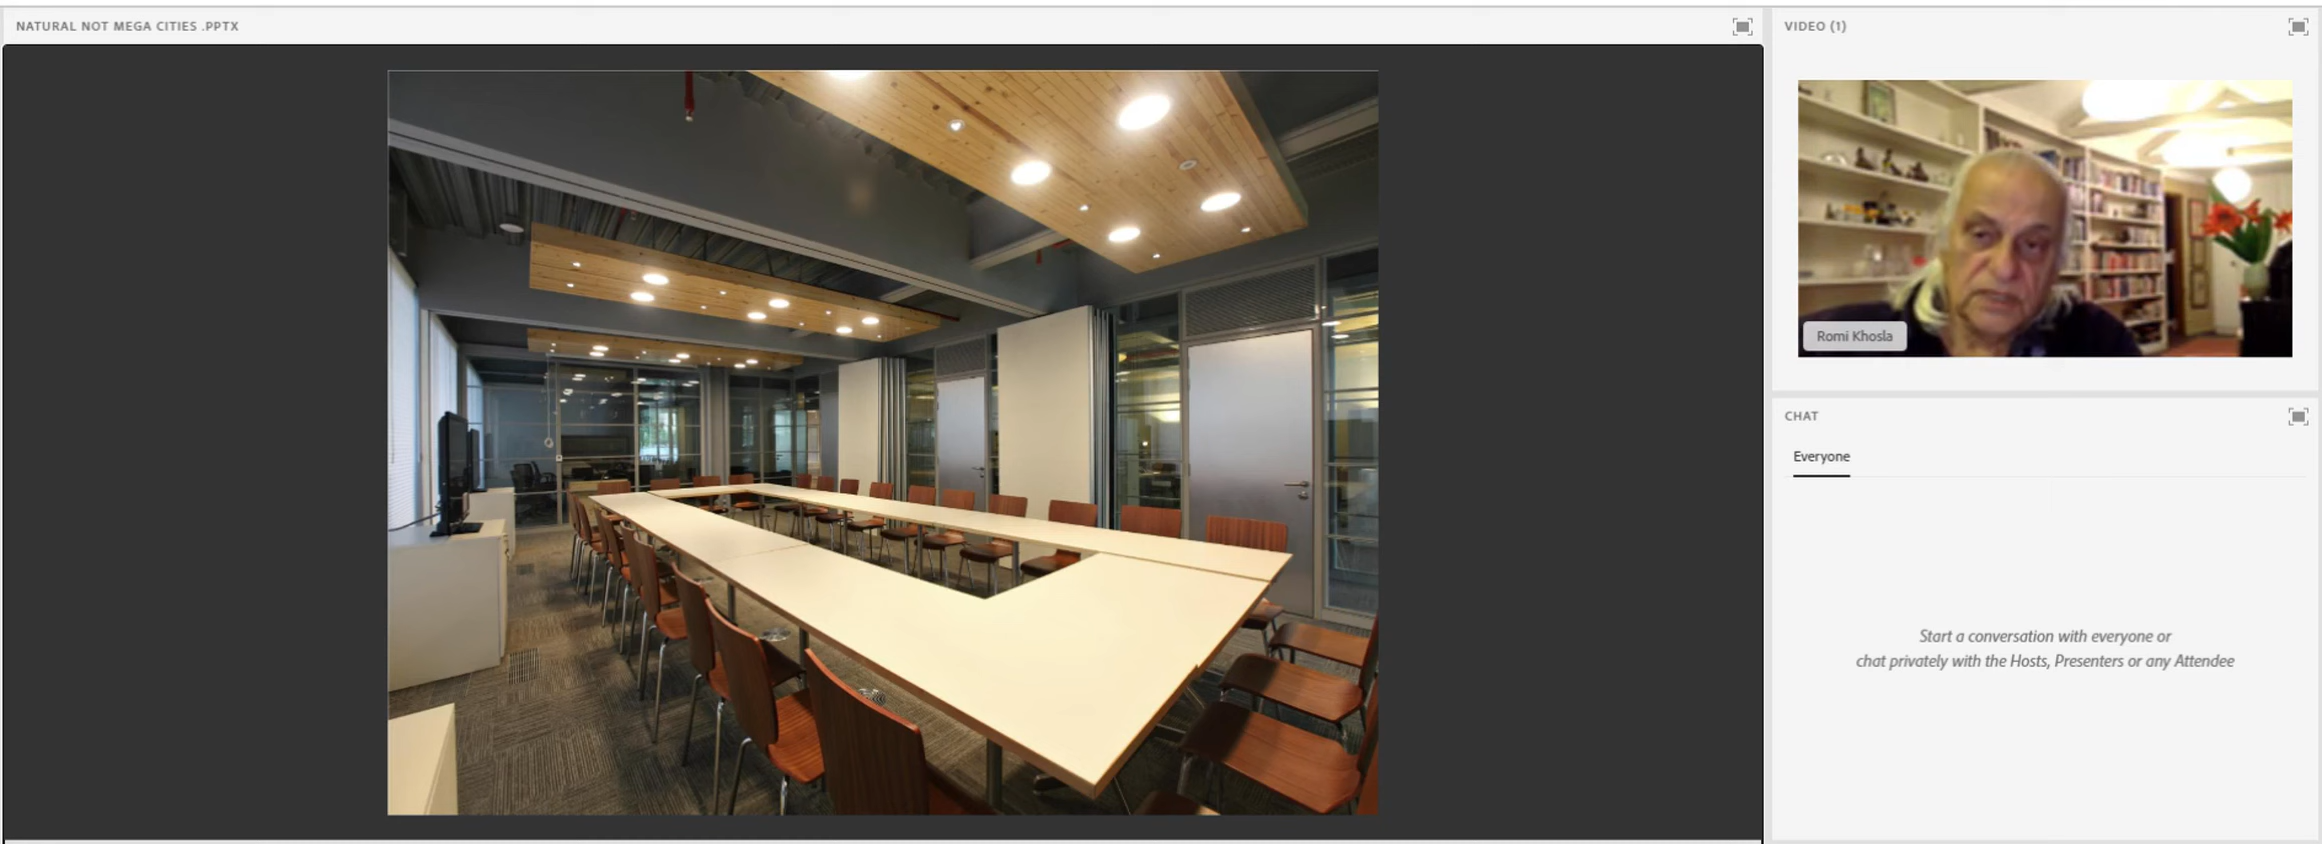 NATURAL NOT MEGA CITIES .PPTX
VIDEO (1)
Romi Khosla
CHAT
Everyone
Start a conversation with everyone or
chat privately with the Hosts, Presenters or any Attendee